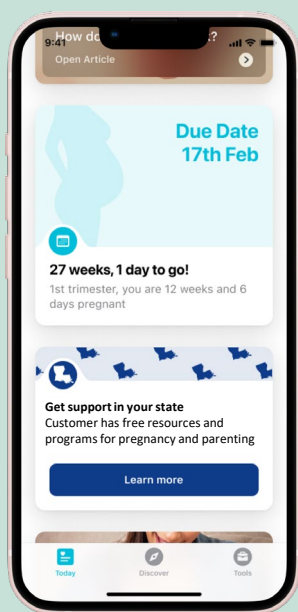 How do
?
9:41
Open Article
Due Date
17th Feb
27 weeks, 1 day to go!
1st trimester, you are 12 weeks and 6
days pregnant
Get support in your state
Customer has free resources and
programs for pregnancy and parenting
Learn more
Today
Discover
Tools